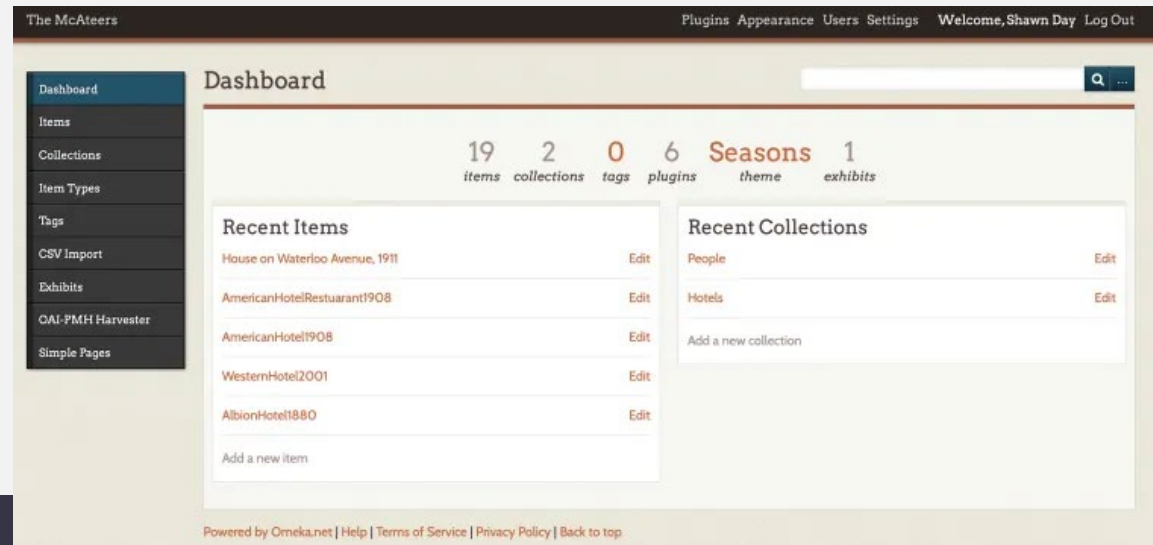 The McAteers
Plugins Appearance Users Settings Welcome, Shawn Day Log Out
Dashboard
Items
Collections
Item Types
Tags
CSV Import
Exhibits
OAI-PMH Harvester
Simple Pages
Dashboard
...
19 items 2 collections 0 tags 6 plugins Seasons theme 1 exhibits
Recent Items
House on Waterloo Avenue, 1911 Edit
AmericanHotelRestuarant1908 Edit
AmericanHotel1908 Edit
WesternHotel2001 Edit
AlbionHotel1880 Edit
Add a new item
Recent Collections
People Edit
Hotels Edit
Add a new collection
Powered by Omeka.net | Help | Terms of Service | Privacy Policy | Back to top